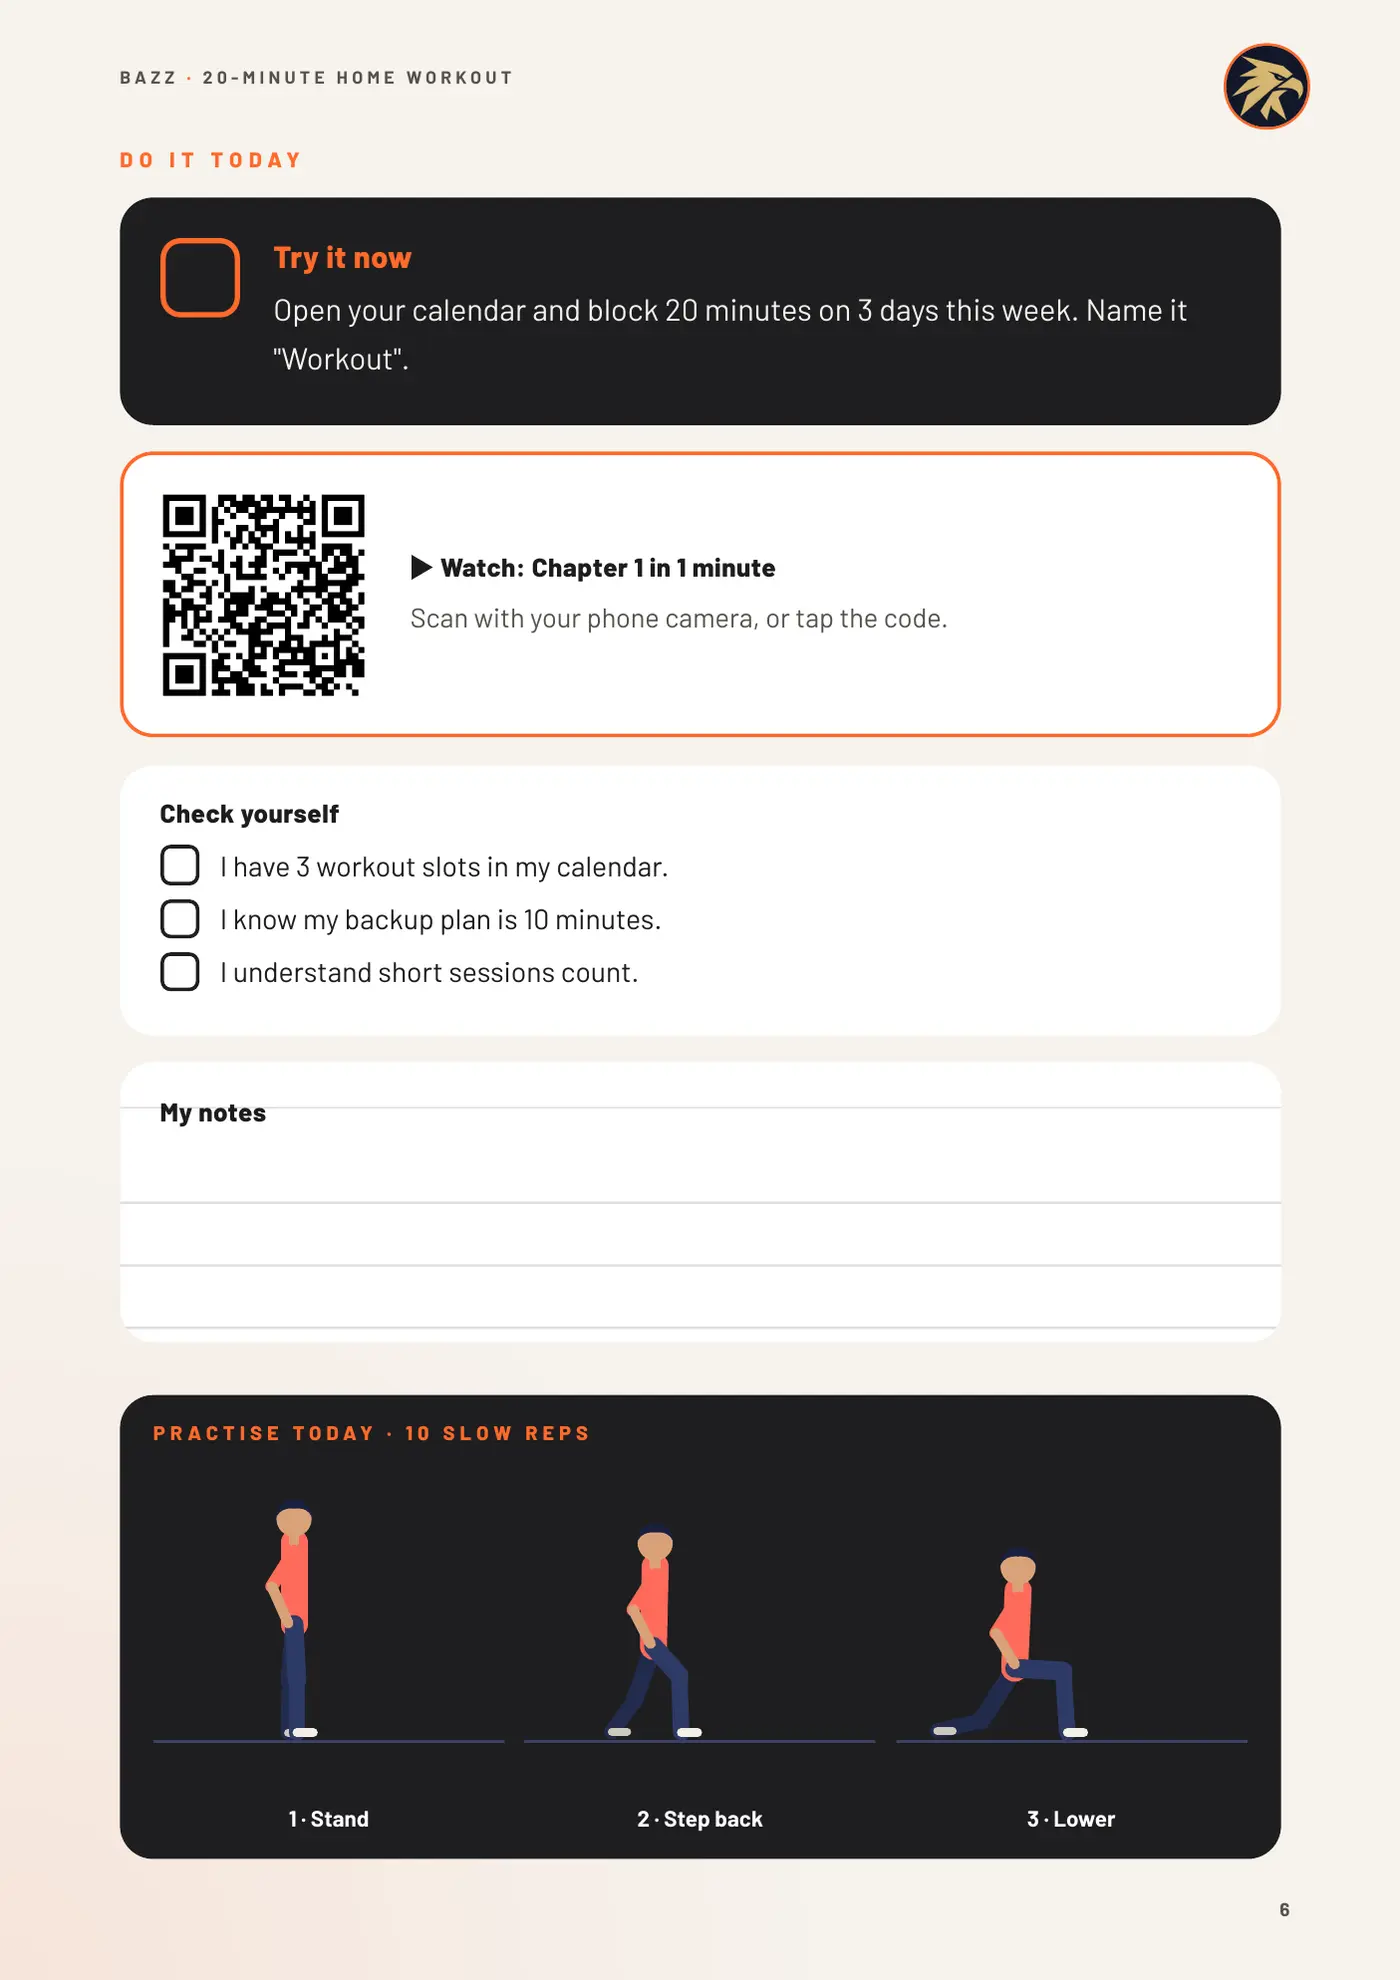 BAZZ · 20-MINUTE HOME WORKOUT
DO IT TODAY
Try it now
Open your calendar and block 20 minutes on 3 days this week. Name it
"Workout".
▶ Watch: Chapter 1 in 1 minute
Scan with your phone camera, or tap the code.
Check yourself
I have 3 workout slots in my calendar.
I know my backup plan is 10 minutes.
I understand short sessions count.
My notes
PRACTISE TODAY · 10 SLOW REPS
1 · Stand
2 · Step back
3 · Lower
6